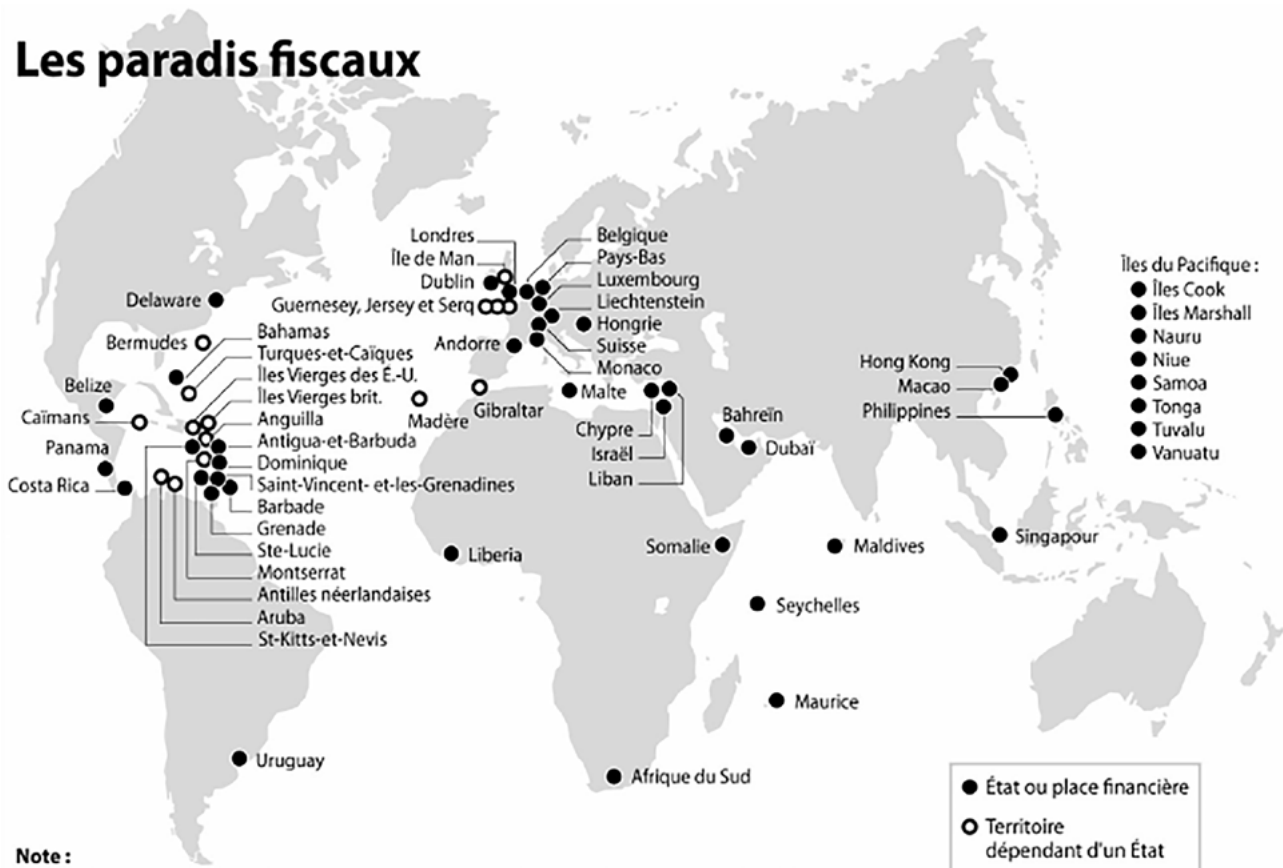 Les paradis fiscaux
Londres
Île de Man
Dublin
Guernesey, Jersey et Serq
Andorre
Belgique
Pays-Bas
Luxembourg
Liechtenstein
Hongrie
Suisse
Monaco
Delaware
Bermudes
Bahamas
Turques-et-Caïques
Îles Vierges des É.-U.
Îles Vierges brit.
Anguilla
Antigua-et-Barbuda
Dominique
Saint-Vincent- et-les-Grenadines
Barbade
Grenade
Ste-Lucie
Montserrat
Antilles néerlandaises
Aruba
St-Kitts-et-Nevis
Belize
Caïmans
Panama
Costa Rica
Madère
Gibraltar
Malte
Chypre
Israël
Liban
Bahreïn
Dubaï
Hong Kong
Macao
Philippines
Îles du Pacifique :
Îles Cook
Îles Marshall
Nauru
Niue
Samoa
Tonga
Tuvalu
Vanuatu
Liberia
Somalie
Maldives
Singapour
Seychelles
Maurice
Uruguay
Afrique du Sud
État ou place financière
Territoire
dépendant d'un État
Note :